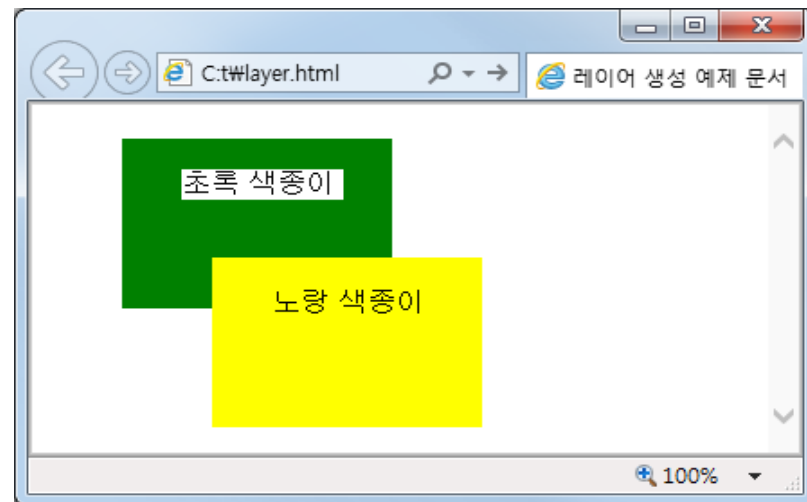 C:t₩layer.html
레이어 생성 예제 문서
초록 색종이
노랑 색종이
100%